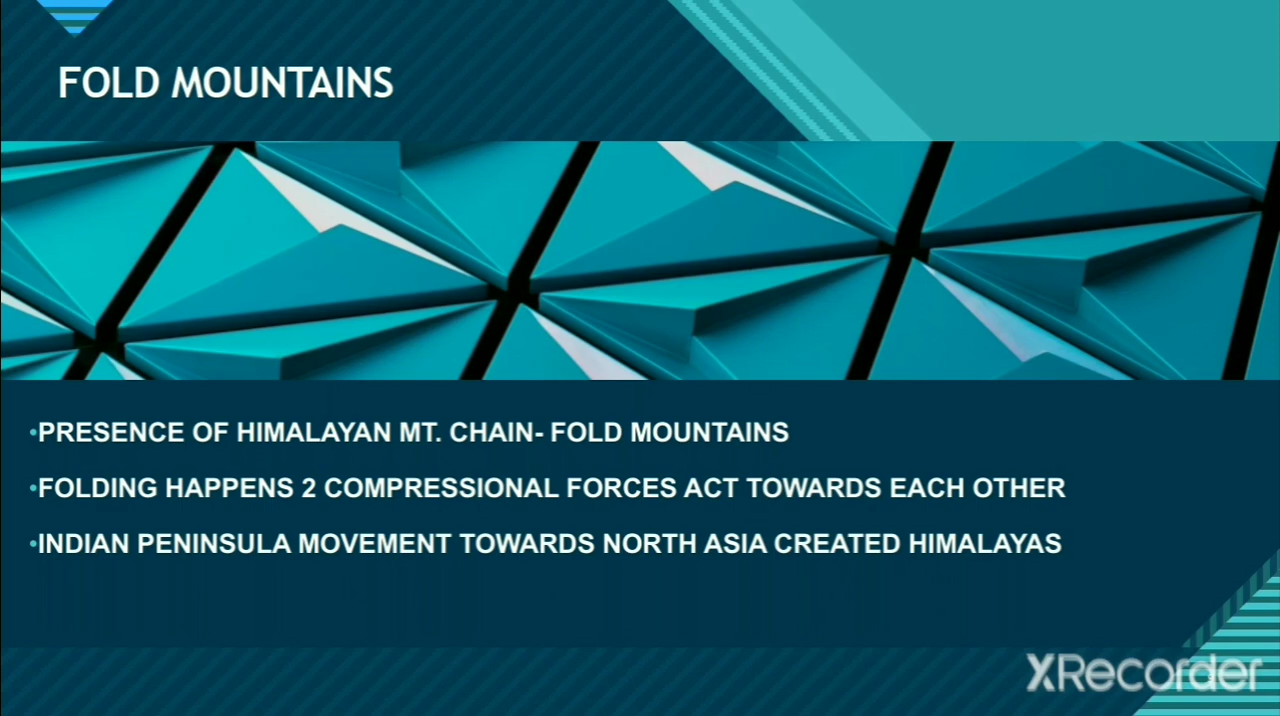 FOLD MOUNTAINS
•PRESENCE OF HIMALAYAN MT. CHAIN- FOLD MOUNTAINS
•FOLDING HAPPENS 2 COMPRESSIONAL FORCES ACT TOWARDS EACH OTHER
•INDIAN PENINSULA MOVEMENT TOWARDS NORTH ASIA CREATED HIMALAYAS
XRecorder